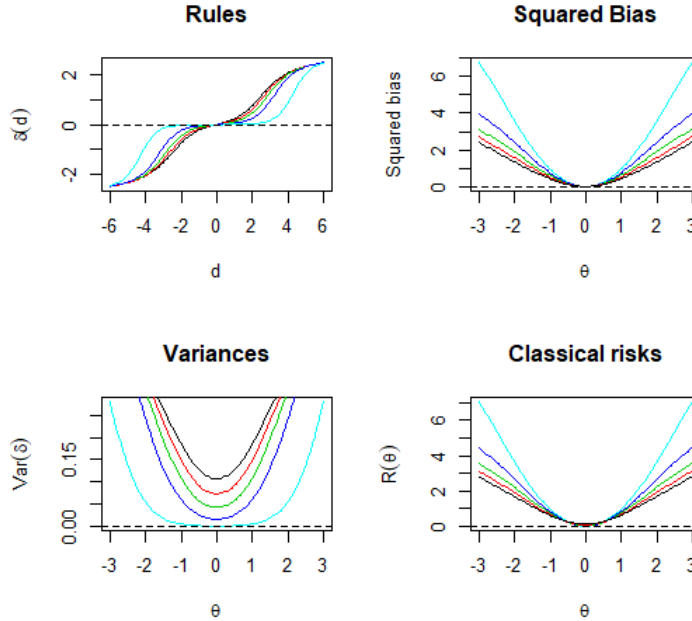 Rules
δ(d)
-2 0 2
-6 -4 -2 0 2 4 6
d
Squared Bias
Squared bias
0 2 4 6
-3 -2 -1 0 1 2 3
θ
Variances
Var(δ)
0.00 0.15
-3 -2 -1 0 1 2 3
θ
Classical risks
R(θ)
0 2 4 6
-3 -2 -1 0 1 2 3
θ